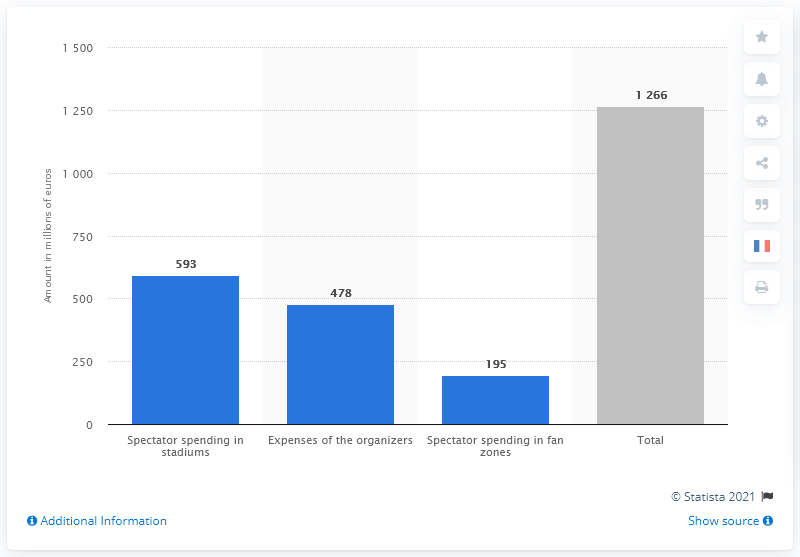 1 500
1 250
1 000
750
500
250
0
Amount in millions of euros
593
478
195
1 266
Spectator spending in
stadiums
Expenses of the organizers
Spectator spending in fan
zones
Total
© Statista 2021
Additional Information
Show source